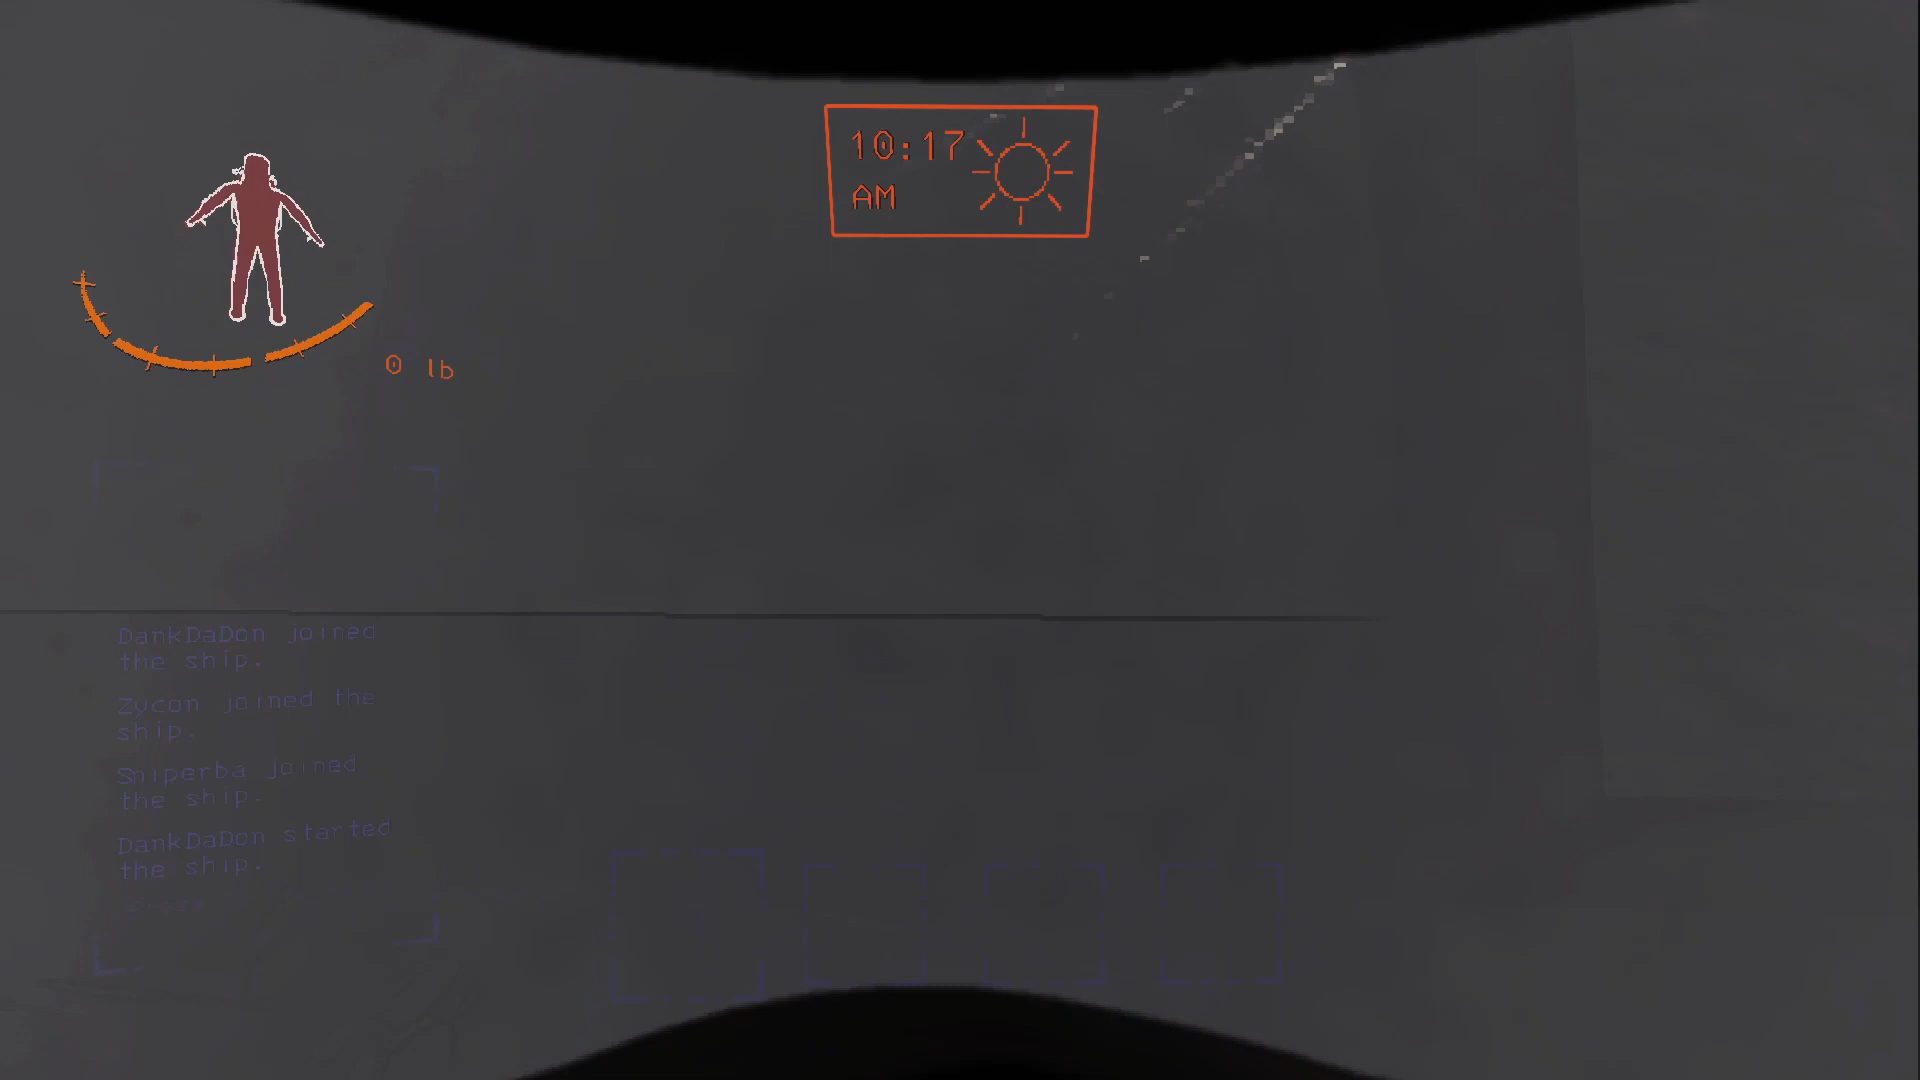 10:17
AM
0 lb
DankDaDon joined
the ship.
Zycon joined the
ship.
Sniperba joined
the ship.
DankDaDon started
the ship.